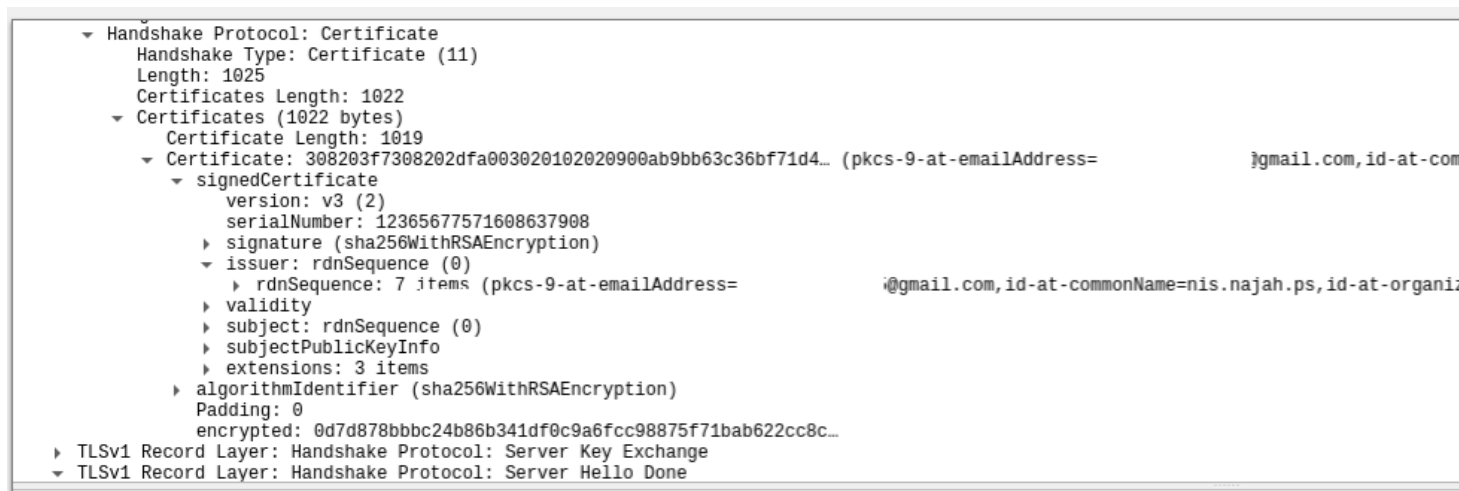 Handshake Protocol: Certificate
Handshake Type: Certificate (11)
Length: 1025
Certificates Length: 1022
Certificates (1022 bytes)
Certificate Length: 1019
Certificate: 308203f7308202dfa003020102020900ab9bb63c36bf71d4… (pkcs-9-at-emailAddress= @gmail.com,id-at-com
signedCertificate
version: v3 (2)
serialNumber: 12365677571608637908
signature (sha256WithRSAEncryption)
issuer: rdnSequence (0)
rdnSequence: 7 items (pkcs-9-at-emailAddress= @gmail.com,id-at-commonName=nis.najah.ps,id-at-organiz
validity
subject: rdnSequence (0)
subjectPublicKeyInfo
extensions: 3 items
algorithmIdentifier (sha256WithRSAEncryption)
Padding: 0
encrypted: 0d7d878bbbc24b86b341df0c9a6fcc98875f71bab622cc8c…
TLSv1 Record Layer: Handshake Protocol: Server Key Exchange
TLSv1 Record Layer: Handshake Protocol: Server Hello Done